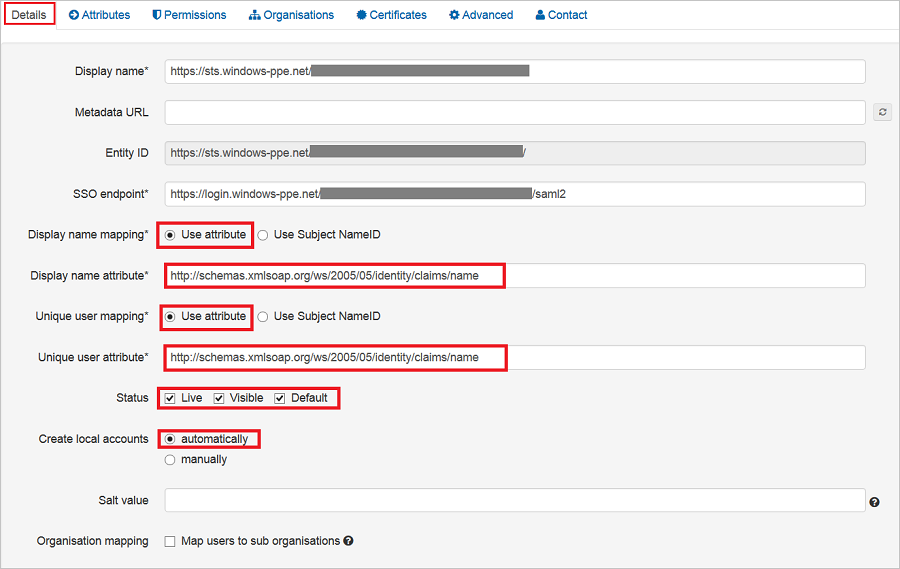 Details Attributes Permissions Organisations Certificates Advanced Contact
Display name* https://sts.windows-ppe.net/
Metadata URL
Entity ID https://sts.windows-ppe.net/ /
SSO endpoint* https://login.windows-ppe.net/ /saml2
Display name mapping* Use attribute Use Subject NameID
Display name attribute* http://schemas.xmlsoap.org/ws/2005/05/identity/claims/name
Unique user mapping* Use attribute Use Subject NameID
Unique user attribute* http://schemas.xmlsoap.org/ws/2005/05/identity/claims/name
Status Live Visible Default
Create local accounts automatically
manually
Salt value
Organisation mapping Map users to sub organisations